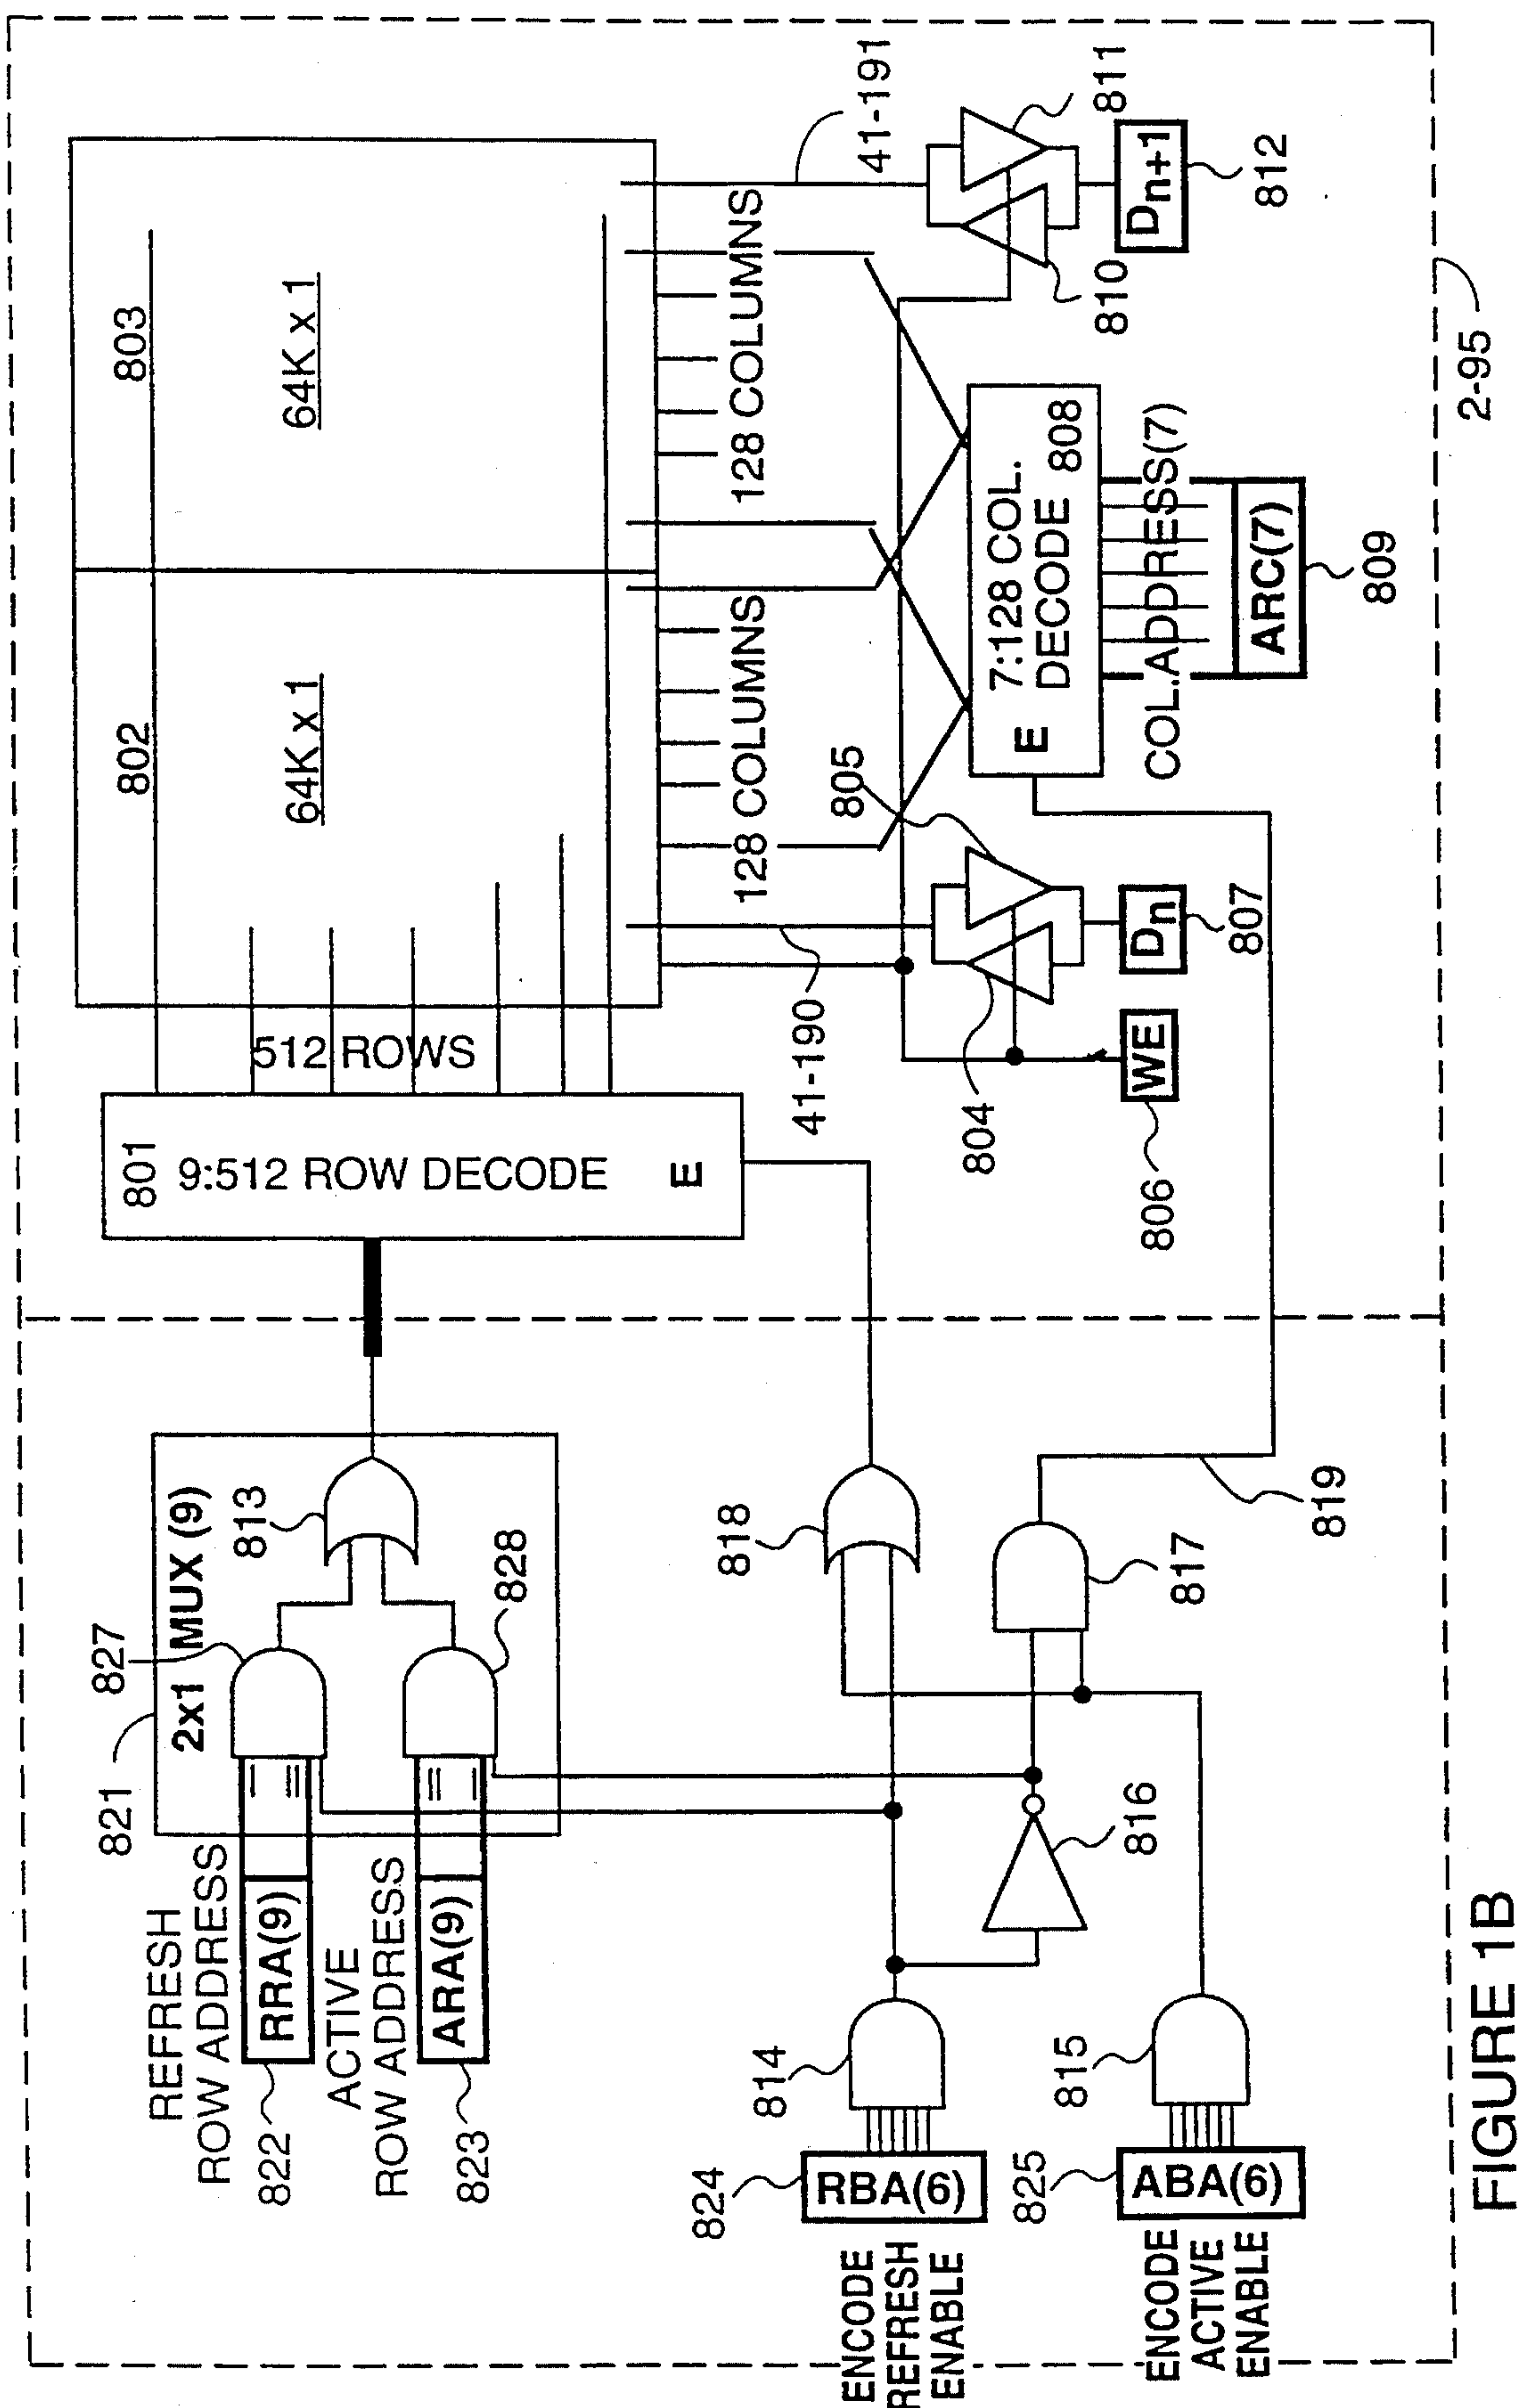 REFRESH
ROW ADDRESS
RRA(9)
822
ACTIVE
ROW ADDRESS
ARA(9)
823
821
827
2x1 MUX (9)
813
828
801
9:512 ROW DECODE
E
512 ROWS
802
64K x 1
803
64K x 1
128 COLUMNS
128 COLUMNS
41-190
41-191
804
805
WE
806
Dn
807
7:128 COL.
DECODE
808
E
COL.ADDRESS(7)
ARC(7)
809
810
811
Dn+1
812
818
817
819
816
814
815
824
RBA(6)
825
ABA(6)
ENCODE
REFRESH
ENABLE
ENCODE
ACTIVE
ENABLE
2-95
FIGURE 1B